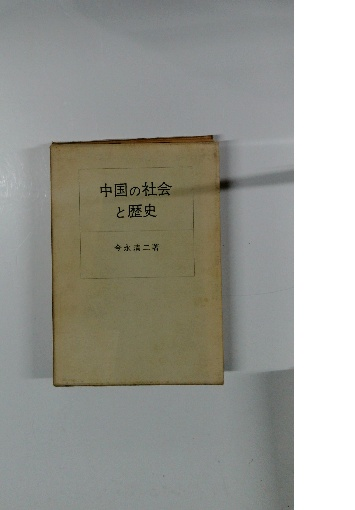 中国の社会
と歴史
今永清二著